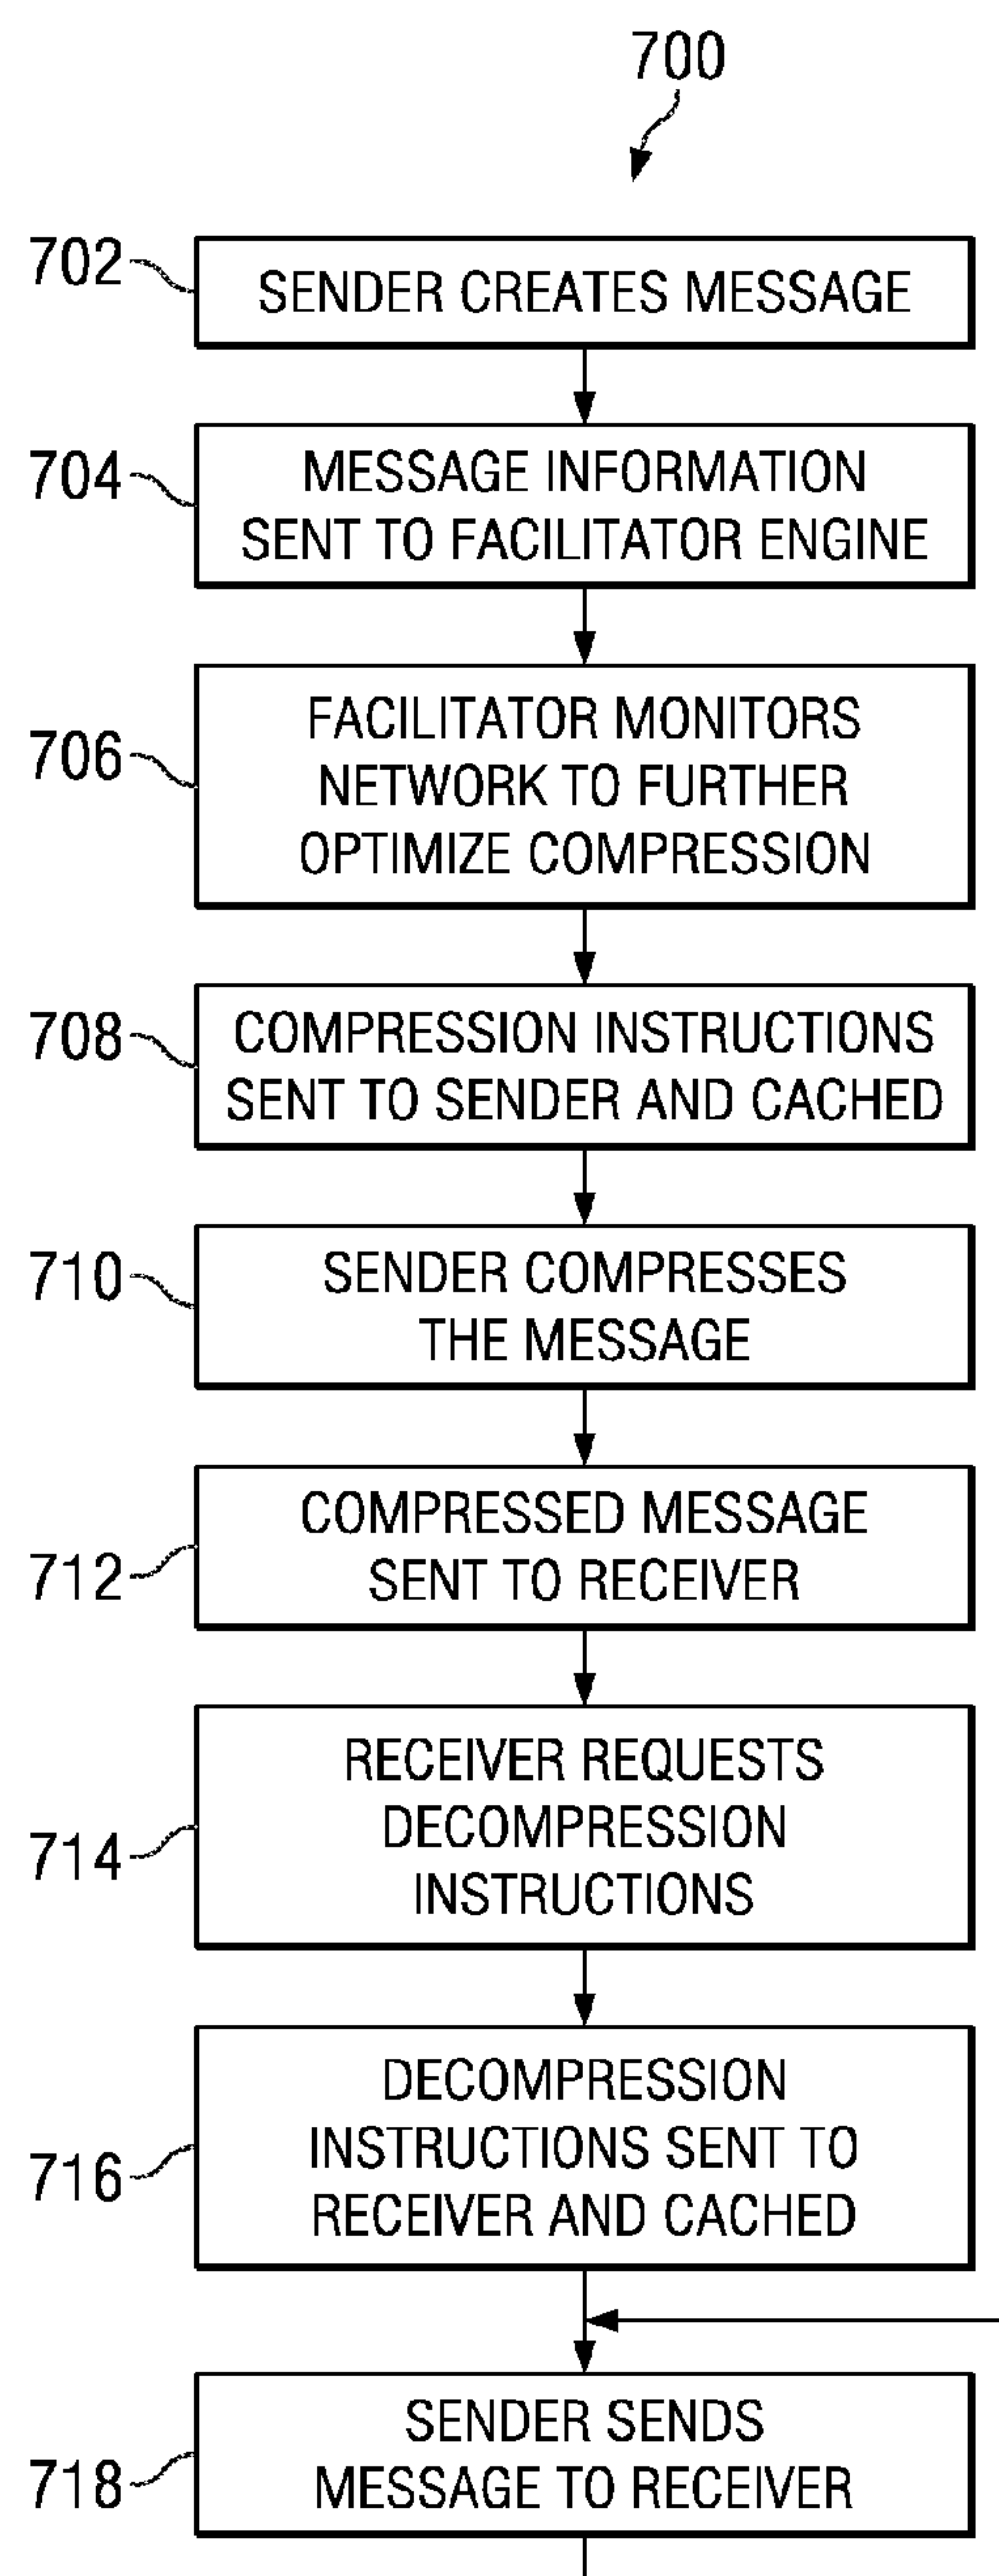 700
702
SENDER CREATES MESSAGE
704
MESSAGE INFORMATION
SENT TO FACILITATOR ENGINE
706
FACILITATOR MONITORS
NETWORK TO FURTHER
OPTIMIZE COMPRESSION
708
COMPRESSION INSTRUCTIONS
SENT TO SENDER AND CACHED
710
SENDER COMPRESSES
THE MESSAGE
712
COMPRESSED MESSAGE
SENT TO RECEIVER
714
RECEIVER REQUESTS
DECOMPRESSION
INSTRUCTIONS
716
DECOMPRESSION
INSTRUCTIONS SENT TO
RECEIVER AND CACHED
718
SENDER SENDS
MESSAGE TO RECEIVER